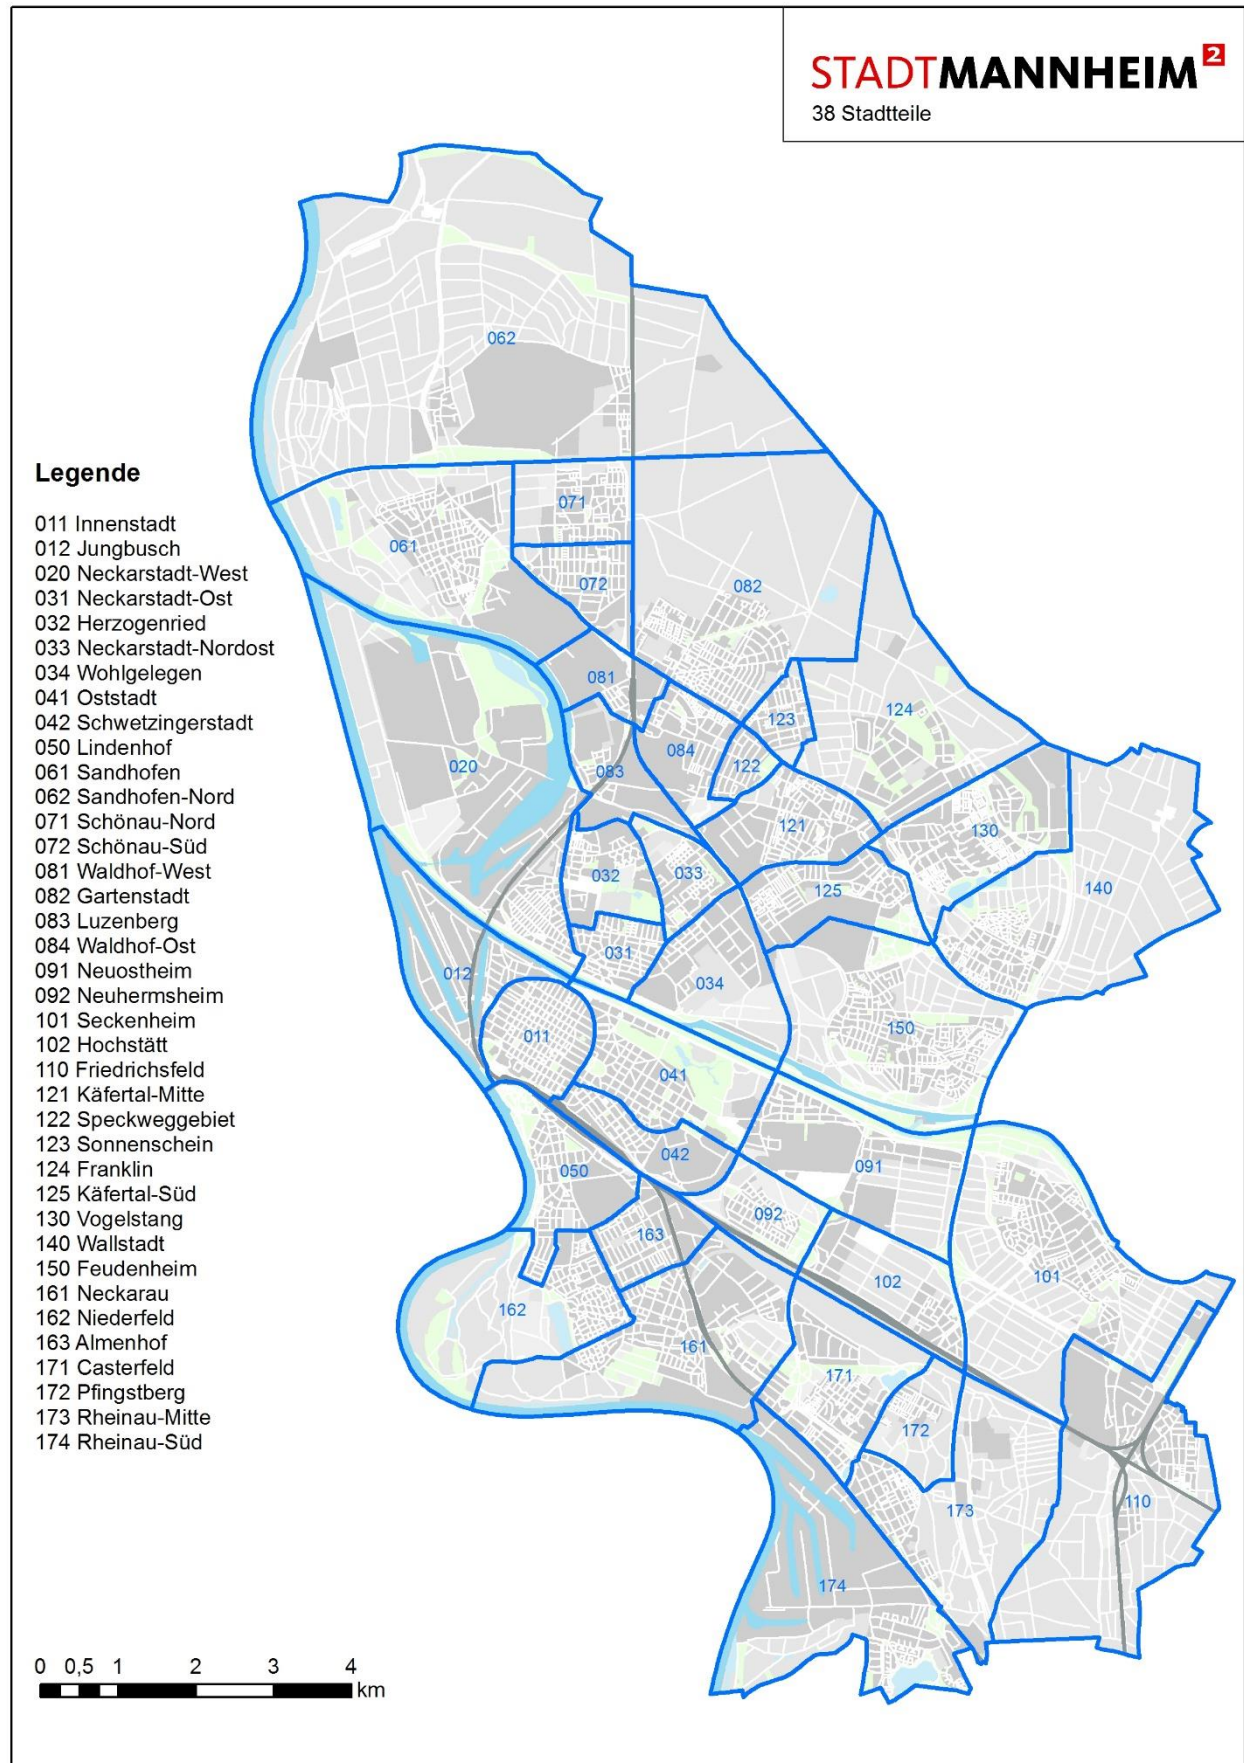 STADTMANNHEIM²
38 Stadtteile
Legende
011 Innenstadt
012 Jungbusch
020 Neckarstadt-West
031 Neckarstadt-Ost
032 Herzogenried
033 Neckarstadt-Nordost
034 Wohlgelegen
041 Oststadt
042 Schwetzingerstadt
050 Lindenhof
061 Sandhofen
062 Sandhofen-Nord
071 Schönau-Nord
072 Schönau-Süd
081 Waldhof-West
082 Gartenstadt
083 Luzenberg
084 Waldhof-Ost
091 Neuostheim
092 Neuhermsheim
101 Seckenheim
102 Hochstätt
110 Friedrichsfeld
121 Käfertal-Mitte
122 Speckweggebiet
123 Sonnenschein
124 Franklin
125 Käfertal-Süd
130 Vogelstang
140 Wallstadt
150 Feudenheim
161 Neckarau
162 Niederfeld
163 Almenhof
171 Casterfeld
172 Pfingstberg
173 Rheinau-Mitte
174 Rheinau-Süd
0 0,5 1 2 3 4
km
062
071
061
072
082
081
124
123
084
020
083
122
121
130
032
033
125
140
031
012
034
150
011
041
042
091
050
092
163
101
102
162
161
171
172
110
173
174